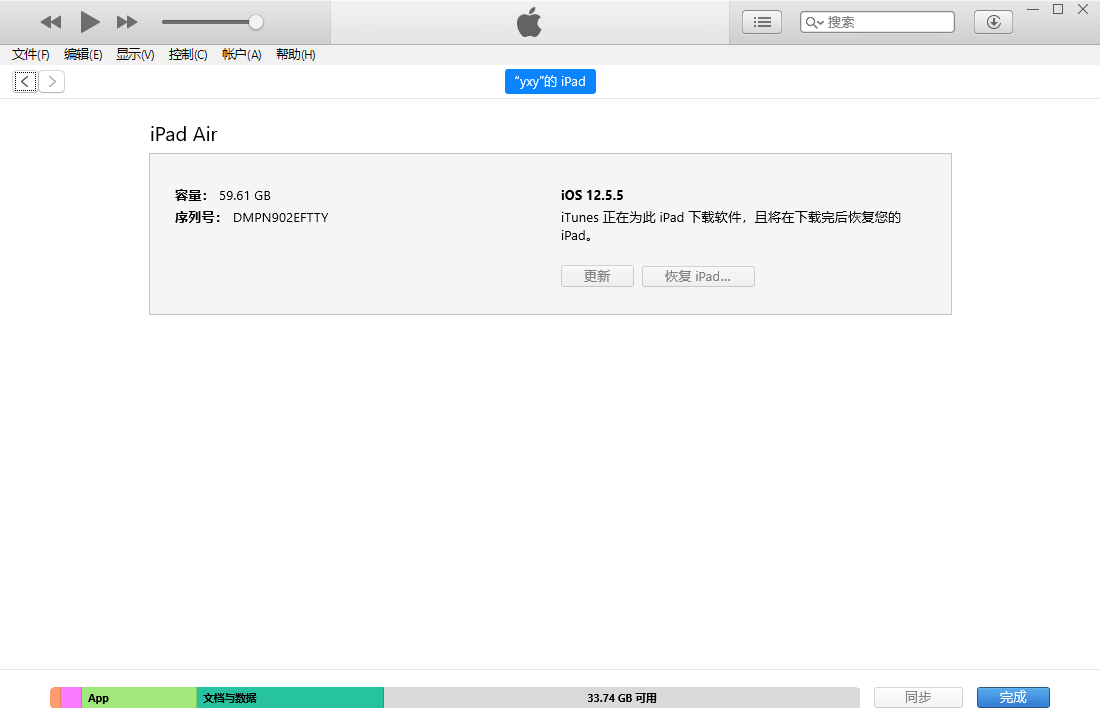 搜索
文件(F) 编辑(E) 显示(V) 控制(C) 帐户(A) 帮助(H)
“yxy”的 iPad
iPad Air
容量： 59.61 GB
序列号： DMPN902EFTTY
iOS 12.5.5
iTunes 正在为此 iPad 下载软件，且将在下载完后恢复您的
iPad。
更新 恢复 iPad...
App 文档与数据 33.74 GB 可用 同步 完成